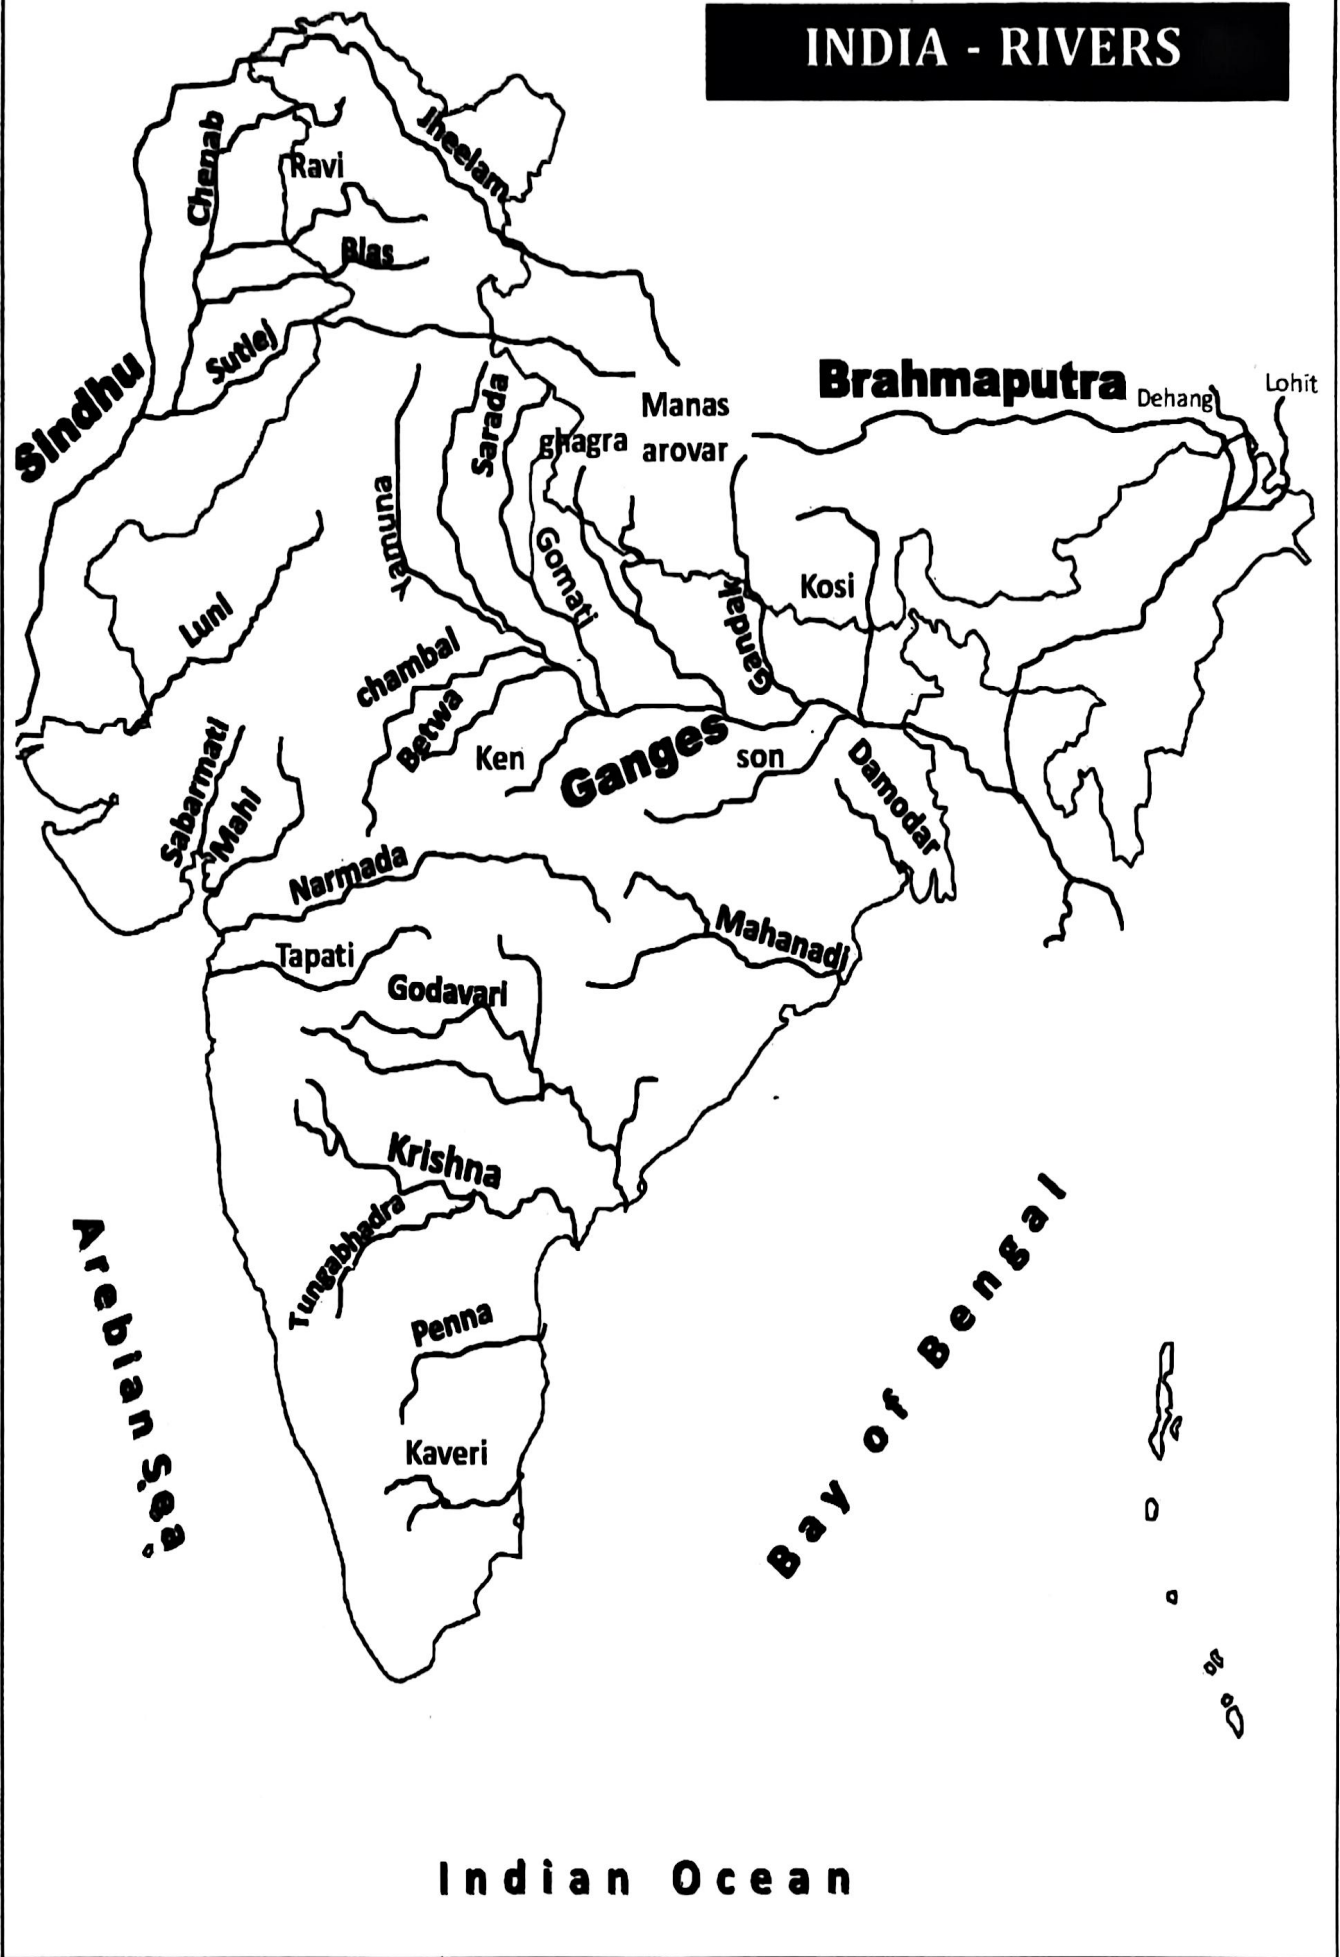 INDIA - RIVERS
Jheelam
Chenab
Ravi
Blas
Sutlej
Sindhu
Brahmaputra
Dehang
Lohit
Manas
arovar
Sarada
ghagra
Yamuna
Gomati
Kosi
Gandak
Luni
chambal
Betwa
Ken
Ganges
son
Damodar
Sabarmati
Mahi
Narmada
Mahanadi
Tapati
Godavari
Krishna
Tungabhadra
Penna
Kaveri
Arebian Sea
Bay of Bengal
Indian Ocean